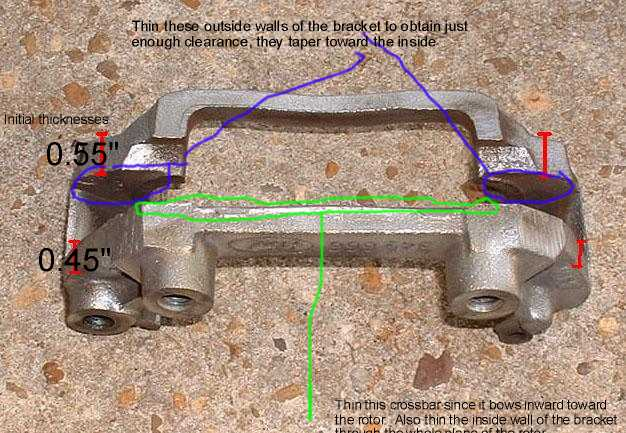 Thin these outside walls of the bracket to obtain just
enough clearance, they taper toward the inside
Initial thicknesses
0.55"
0.45"
Thin this crossbar since it bows inward toward
the rotor. Also thin the inside wall of the bracket
through the whole plane of the rotor